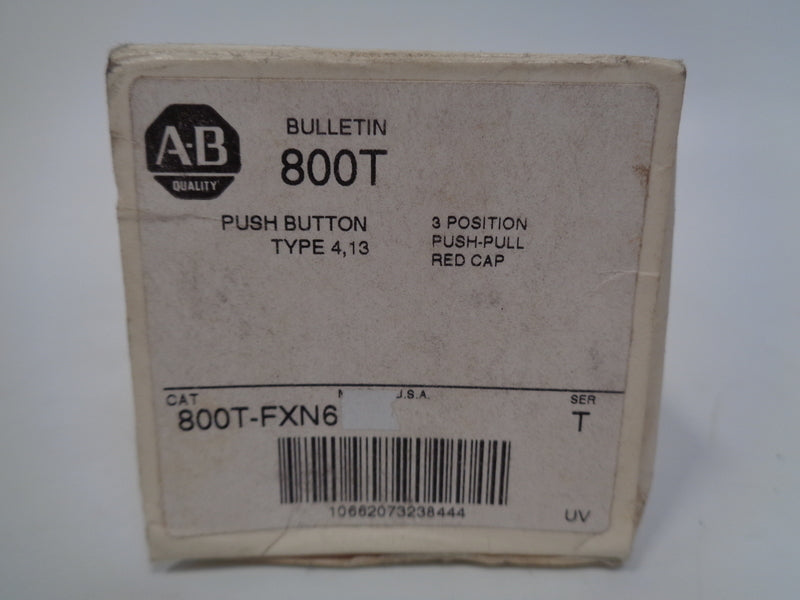 A-B
QUALITY
BULLETIN
800T
PUSH BUTTON
TYPE 4,13
3 POSITION
PUSH-PULL
RED CAP
CAT
U.S.A.
SER
800T-FXN6
T
10662073238444
UV